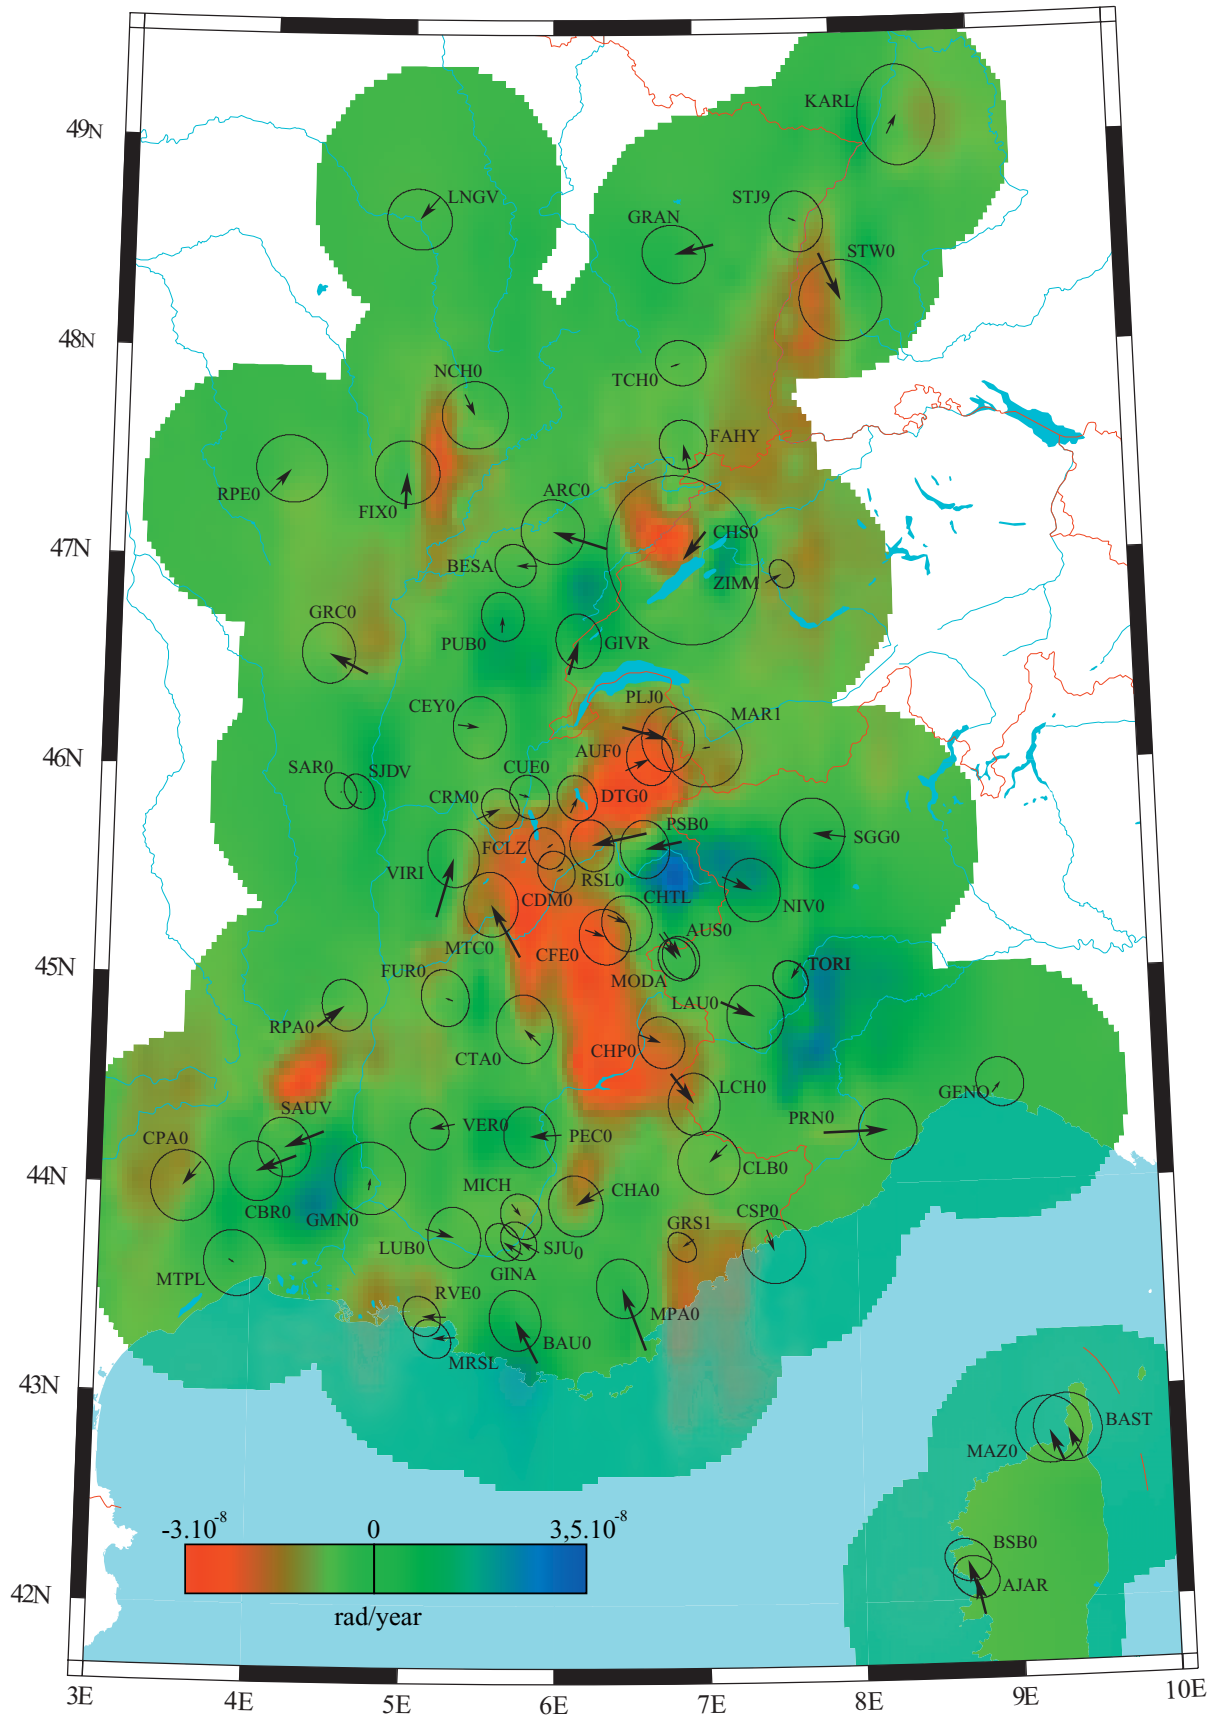 KARL
49N
LNGV
STJ9
GRAN
STW0
48N
NCH0
TCH0
FAHY
RPE0
ARC0
FIX0
CHS0
47N
BESA
ZIMM
GRC0
PUB0
GIVR
PLJ0
CEY0
MAR1
46N
AUF0
SAR0
SJDV
CUE0
CRM0
DTG0
PSB0
SGG0
FCLZ
VIRI
RSL0
CDM0
CHTL
NIV0
MTC0
AUS0
CFE0
45N
FUR0
MODA
TORI
LAU0
RPA0
CTA0
CHP0
LCH0
GENO
SAUV
PRN0
CPA0
VER0
PEC0
44N
CLB0
MICH
CHA0
CBR0
GMN0
CSP0
GRS1
LUB0
SJU0
MTPL
GINA
RVE0
MPA0
BAU0
MRSL
43N
BAST
MAZ0
-3.10-8
0
3,5.10-8
BSB0
AJAR
42N
rad/year
3E
4E
5E
6E
7E
8E
9E
10E